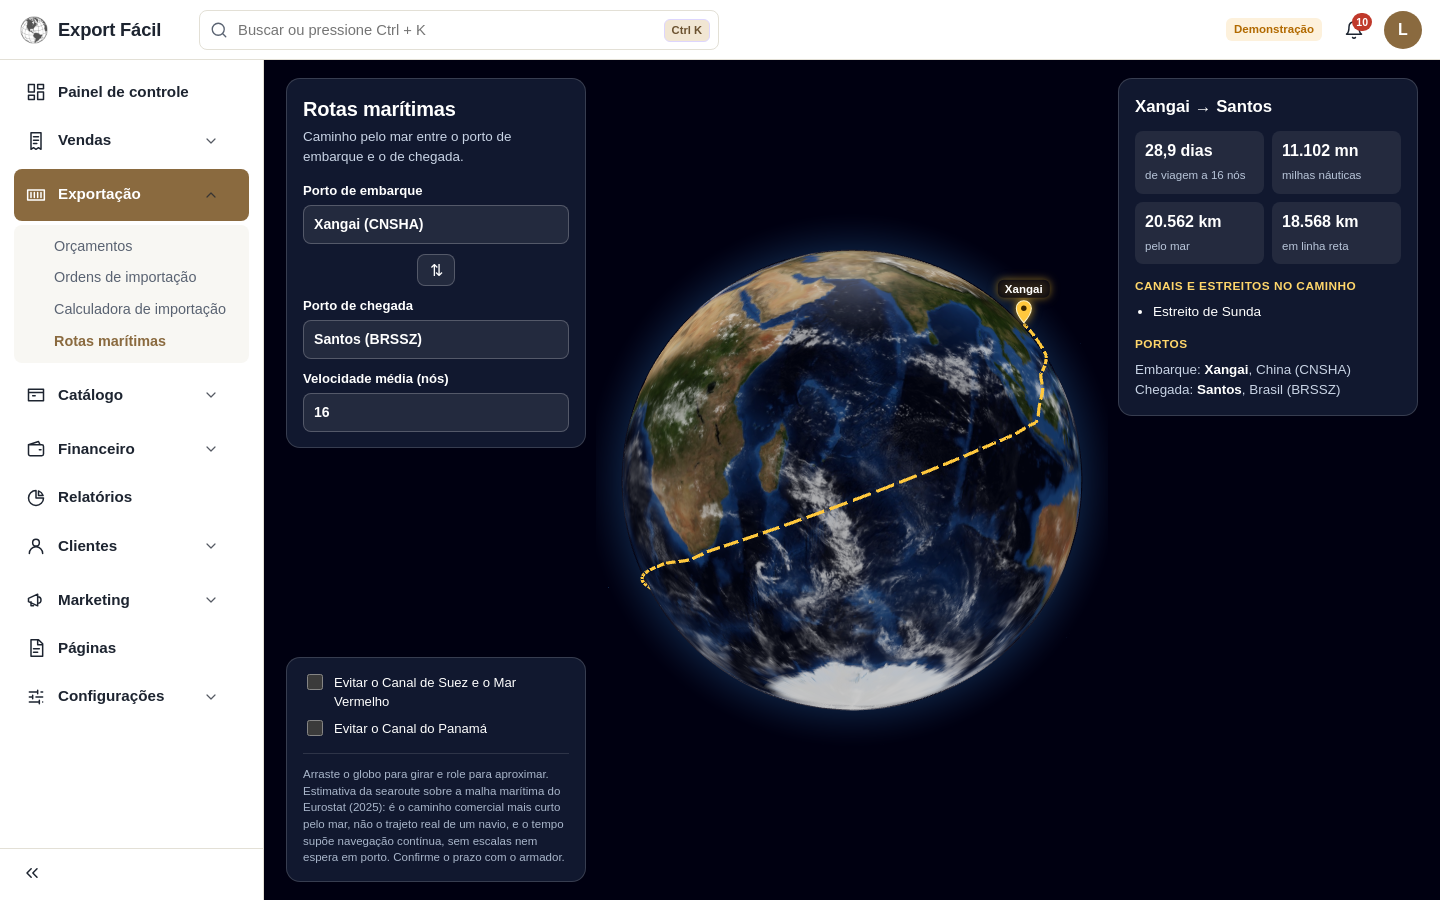 Export Fácil
Buscar ou pressione Ctrl + K
Ctrl K
Demonstração
10
L
Painel de controle
Vendas
Exportação
Orçamentos
Ordens de importação
Calculadora de importação
Rotas marítimas
Catálogo
Financeiro
Relatórios
Clientes
Marketing
Páginas
Configurações
Rotas marítimas
Caminho pelo mar entre o porto de
embarque e o de chegada.
Porto de embarque
Xangai (CNSHA)
⇅
Porto de chegada
Santos (BRSSZ)
Velocidade média (nós)
16
Evitar o Canal de Suez e o Mar
Vermelho
Evitar o Canal do Panamá
Arraste o globo para girar e role para aproximar.
Estimativa da searoute sobre a malha marítima do
Eurostat (2025): é o caminho comercial mais curto
pelo mar, não o trajeto real de um navio, e o tempo
supõe navegação contínua, sem escalas nem
espera em porto. Confirme o prazo com o armador.
Xangai
Xangai → Santos
28,9 dias
de viagem a 16 nós
11.102 mn
milhas náuticas
20.562 km
pelo mar
18.568 km
em linha reta
CANAIS E ESTREITOS NO CAMINHO
• Estreito de Sunda
PORTOS
Embarque: Xangai, China (CNSHA)
Chegada: Santos, Brasil (BRSSZ)